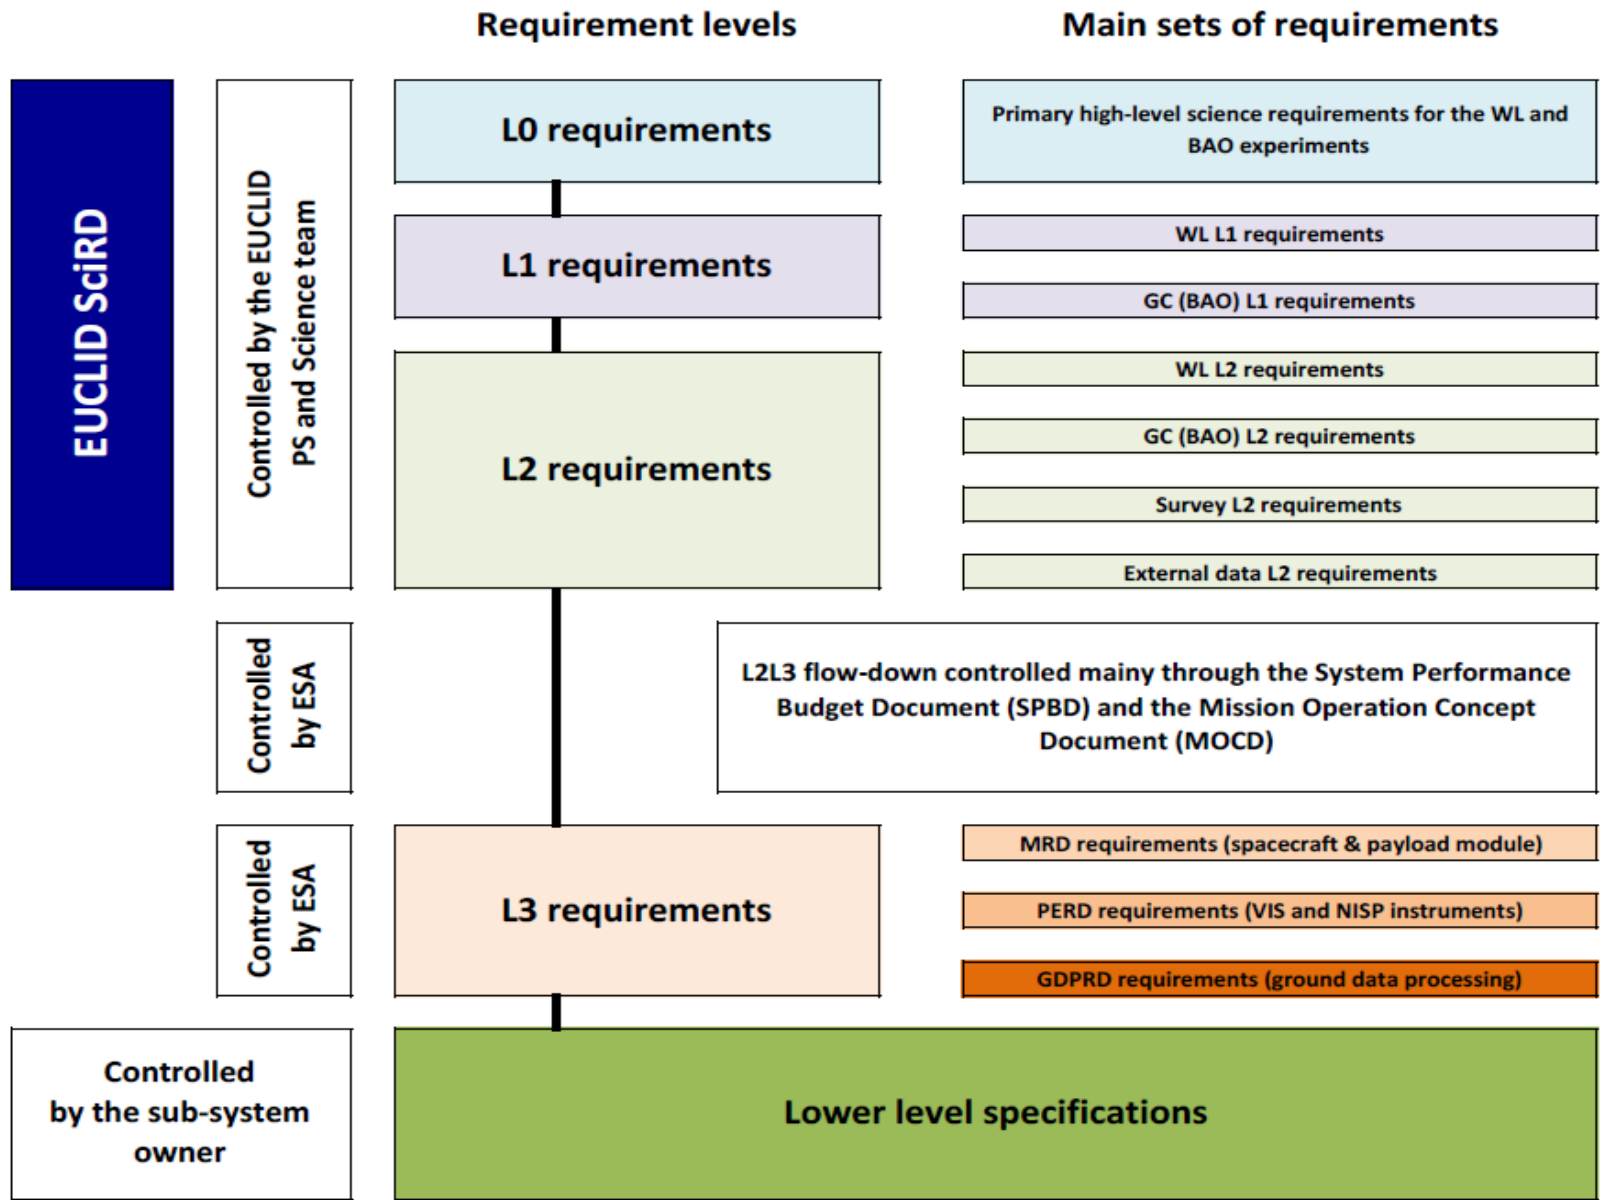 Requirement levels
Main sets of requirements
EUCLID SciRD
Controlled by the EUCLID
PS and Science team
L0 requirements
Primary high-level science requirements for the WL and
BAO experiments
L1 requirements
WL L1 requirements
GC (BAO) L1 requirements
L2 requirements
WL L2 requirements
GC (BAO) L2 requirements
Survey L2 requirements
External data L2 requirements
Controlled
by ESA
L2L3 flow-down controlled mainy through the System Performance
Budget Document (SPBD) and the Mission Operation Concept
Document (MOCD)
Controlled
by ESA
L3 requirements
MRD requirements (spacecraft & payload module)
PERD requirements (VIS and NISP instruments)
GDPRD requirements (ground data processing)
Controlled
by the sub-system
owner
Lower level specifications